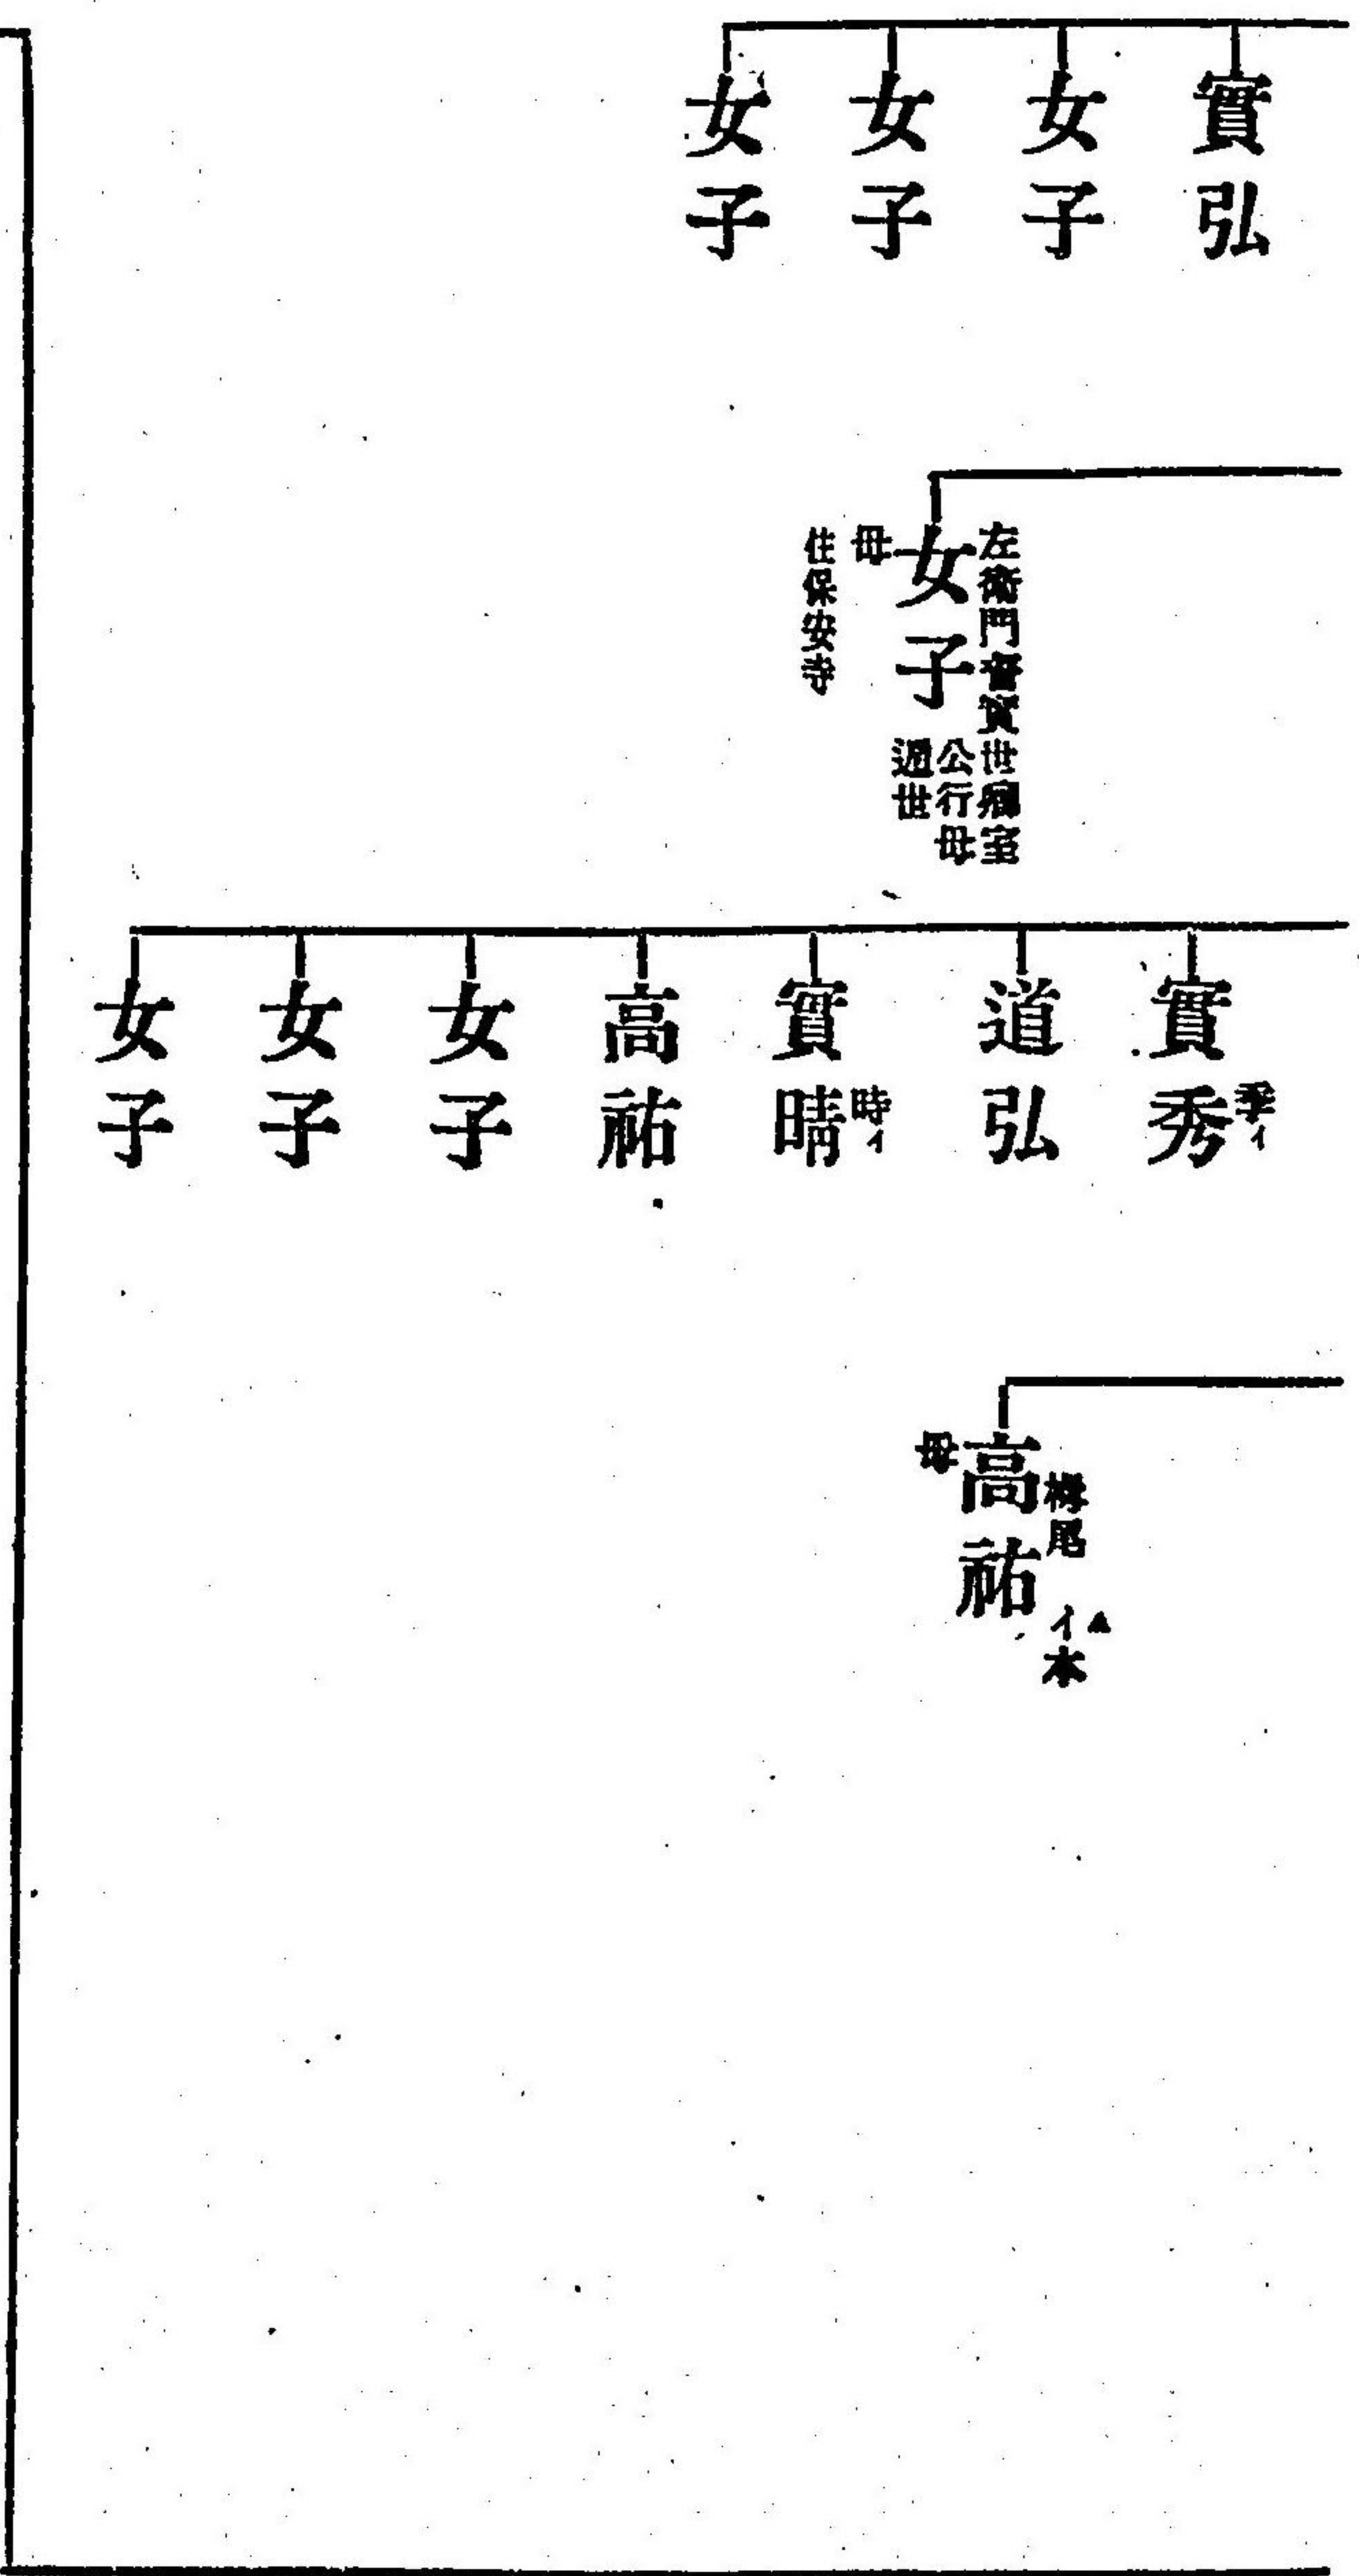 實弘
女子
女子
女子
左衛門督實世卿室
公行母
遁世
女子
母
住保安寺
實秀
季イ
道弘
實晴
時イ
高祐
女子
女子
女子
栂尾
▲イ本
高祐
母